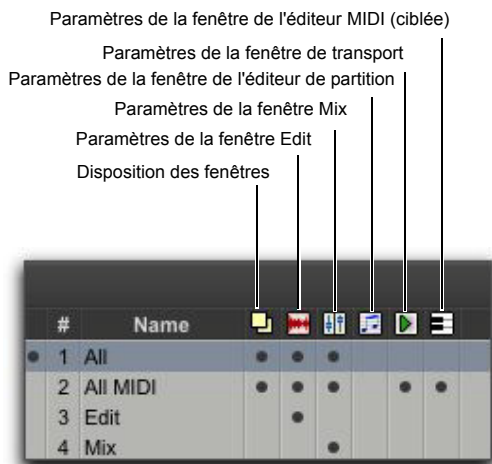 Paramètres de la fenêtre de l'éditeur MIDI (ciblée)
Paramètres de la fenêtre de transport
Paramètres de la fenêtre de l'éditeur de partition
Paramètres de la fenêtre Mix
Paramètres de la fenêtre Edit
Disposition des fenêtres
# Name
1 All
2 All MIDI
3 Edit
4 Mix